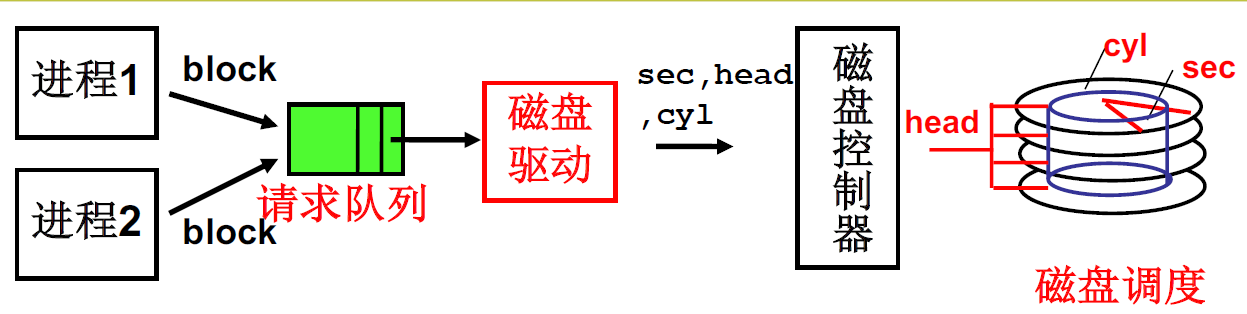 进程1
block
进程2
block
请求队列
磁盘
驱动
sec,head
,cyl
磁
盘
控
制
器
cyl
sec
head
磁盘调度